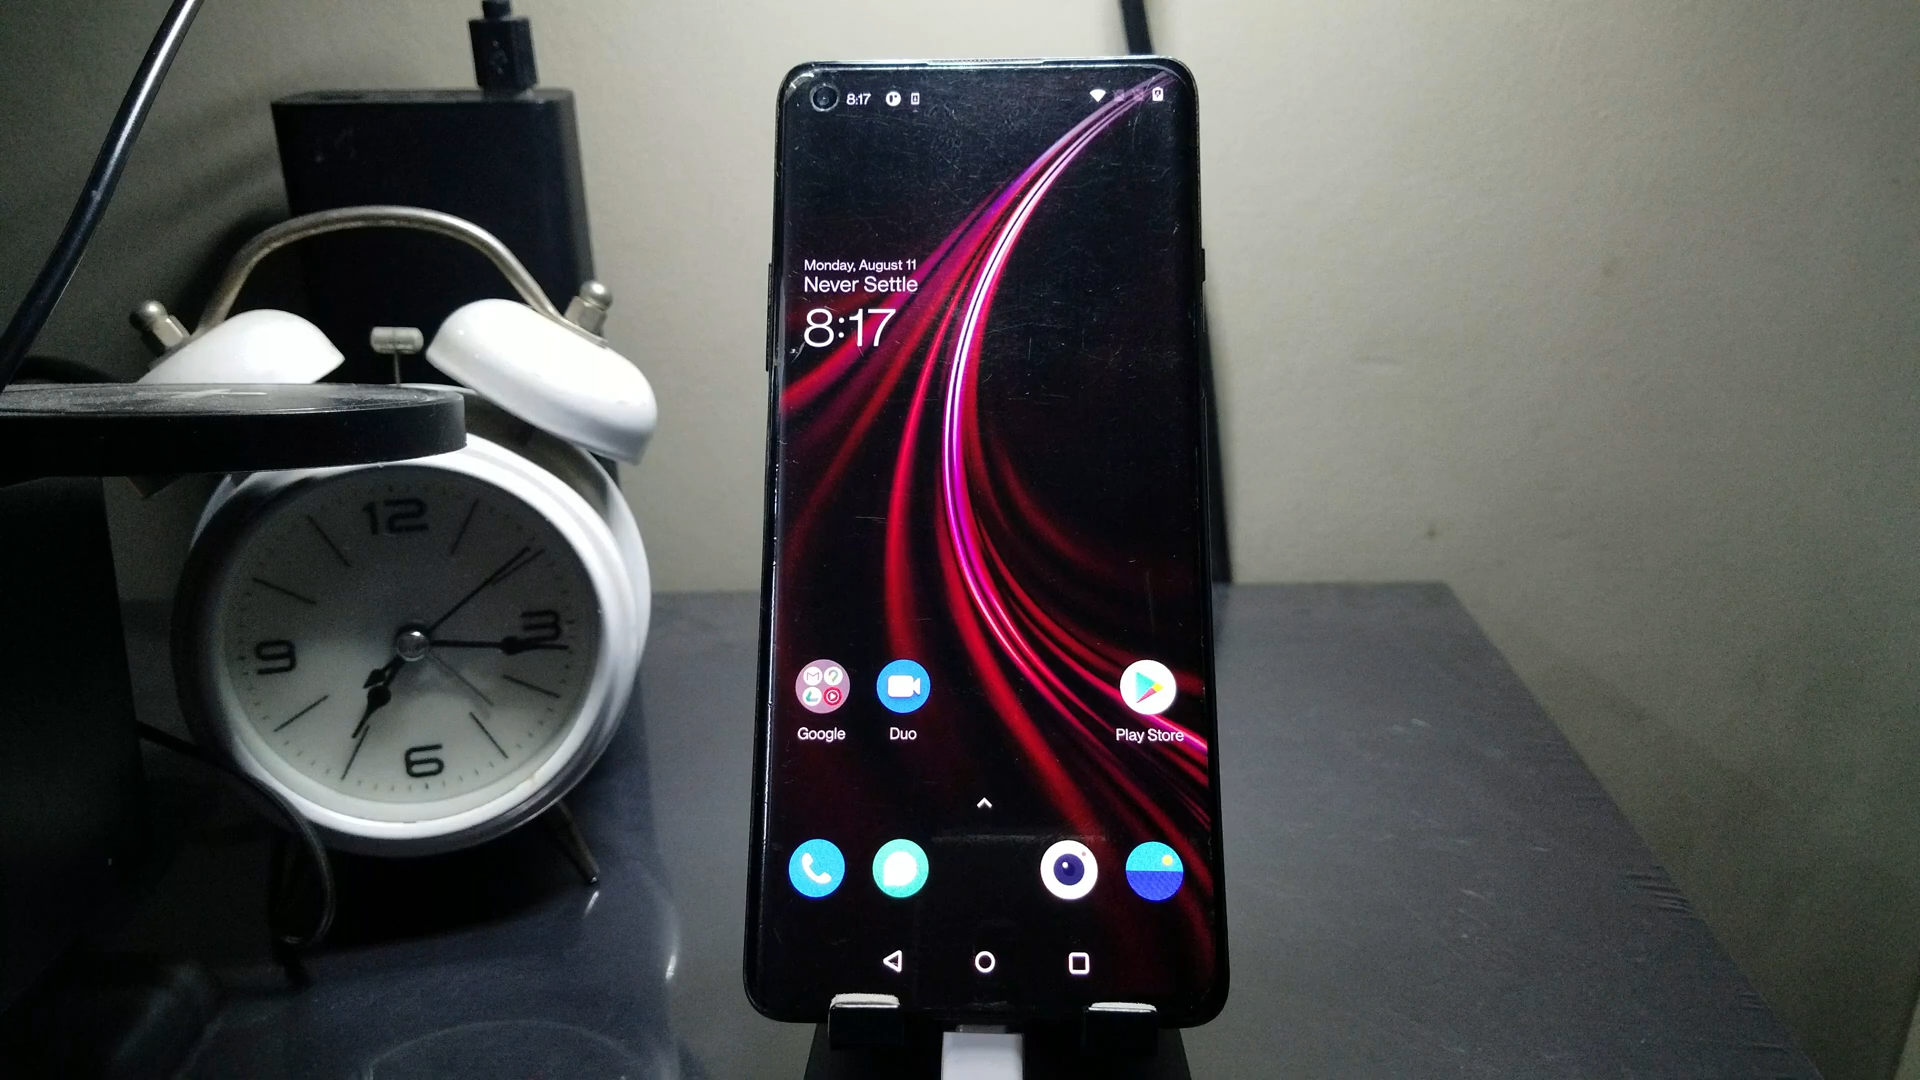 8:17
Monday, August 11
Never Settle
8:17
12
3
9
6
Google
Duo
Play Store